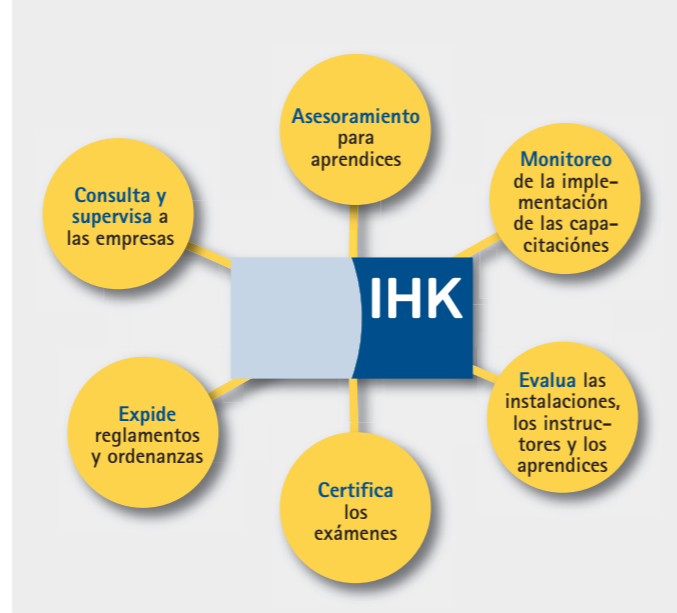 Asesoramiento
para
aprendices
Monitoreo
de la imple-
mentación
de las capa-
citaciónes
Consulta y
supervisa a
las empresas
IHK
Evalua las
instalaciones,
los instruc-
tores y los
aprendices
Expide
reglamentos
y ordenanzas
Certifica
los
exámenes